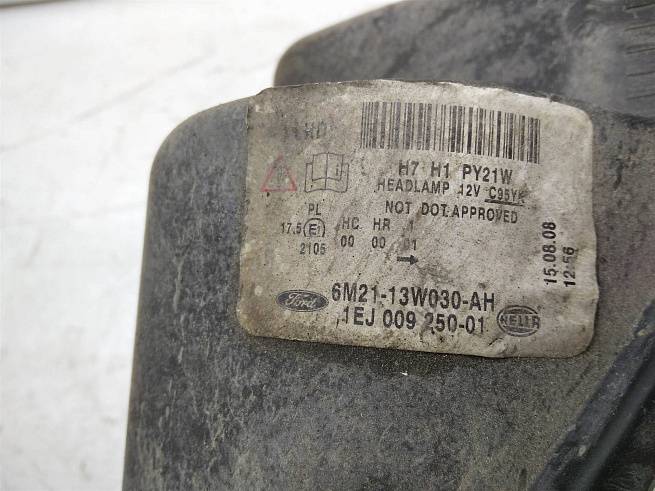 H7 H1 PY21W
HEADLAMP 12V C95YK
NOT DOT APPROVED
PL HC HR 1
17.5 E1 00 00 01
2105
15.08.08
12:56
Ford 6M21-13W030-AH
1EJ 009 250-01 HELLA